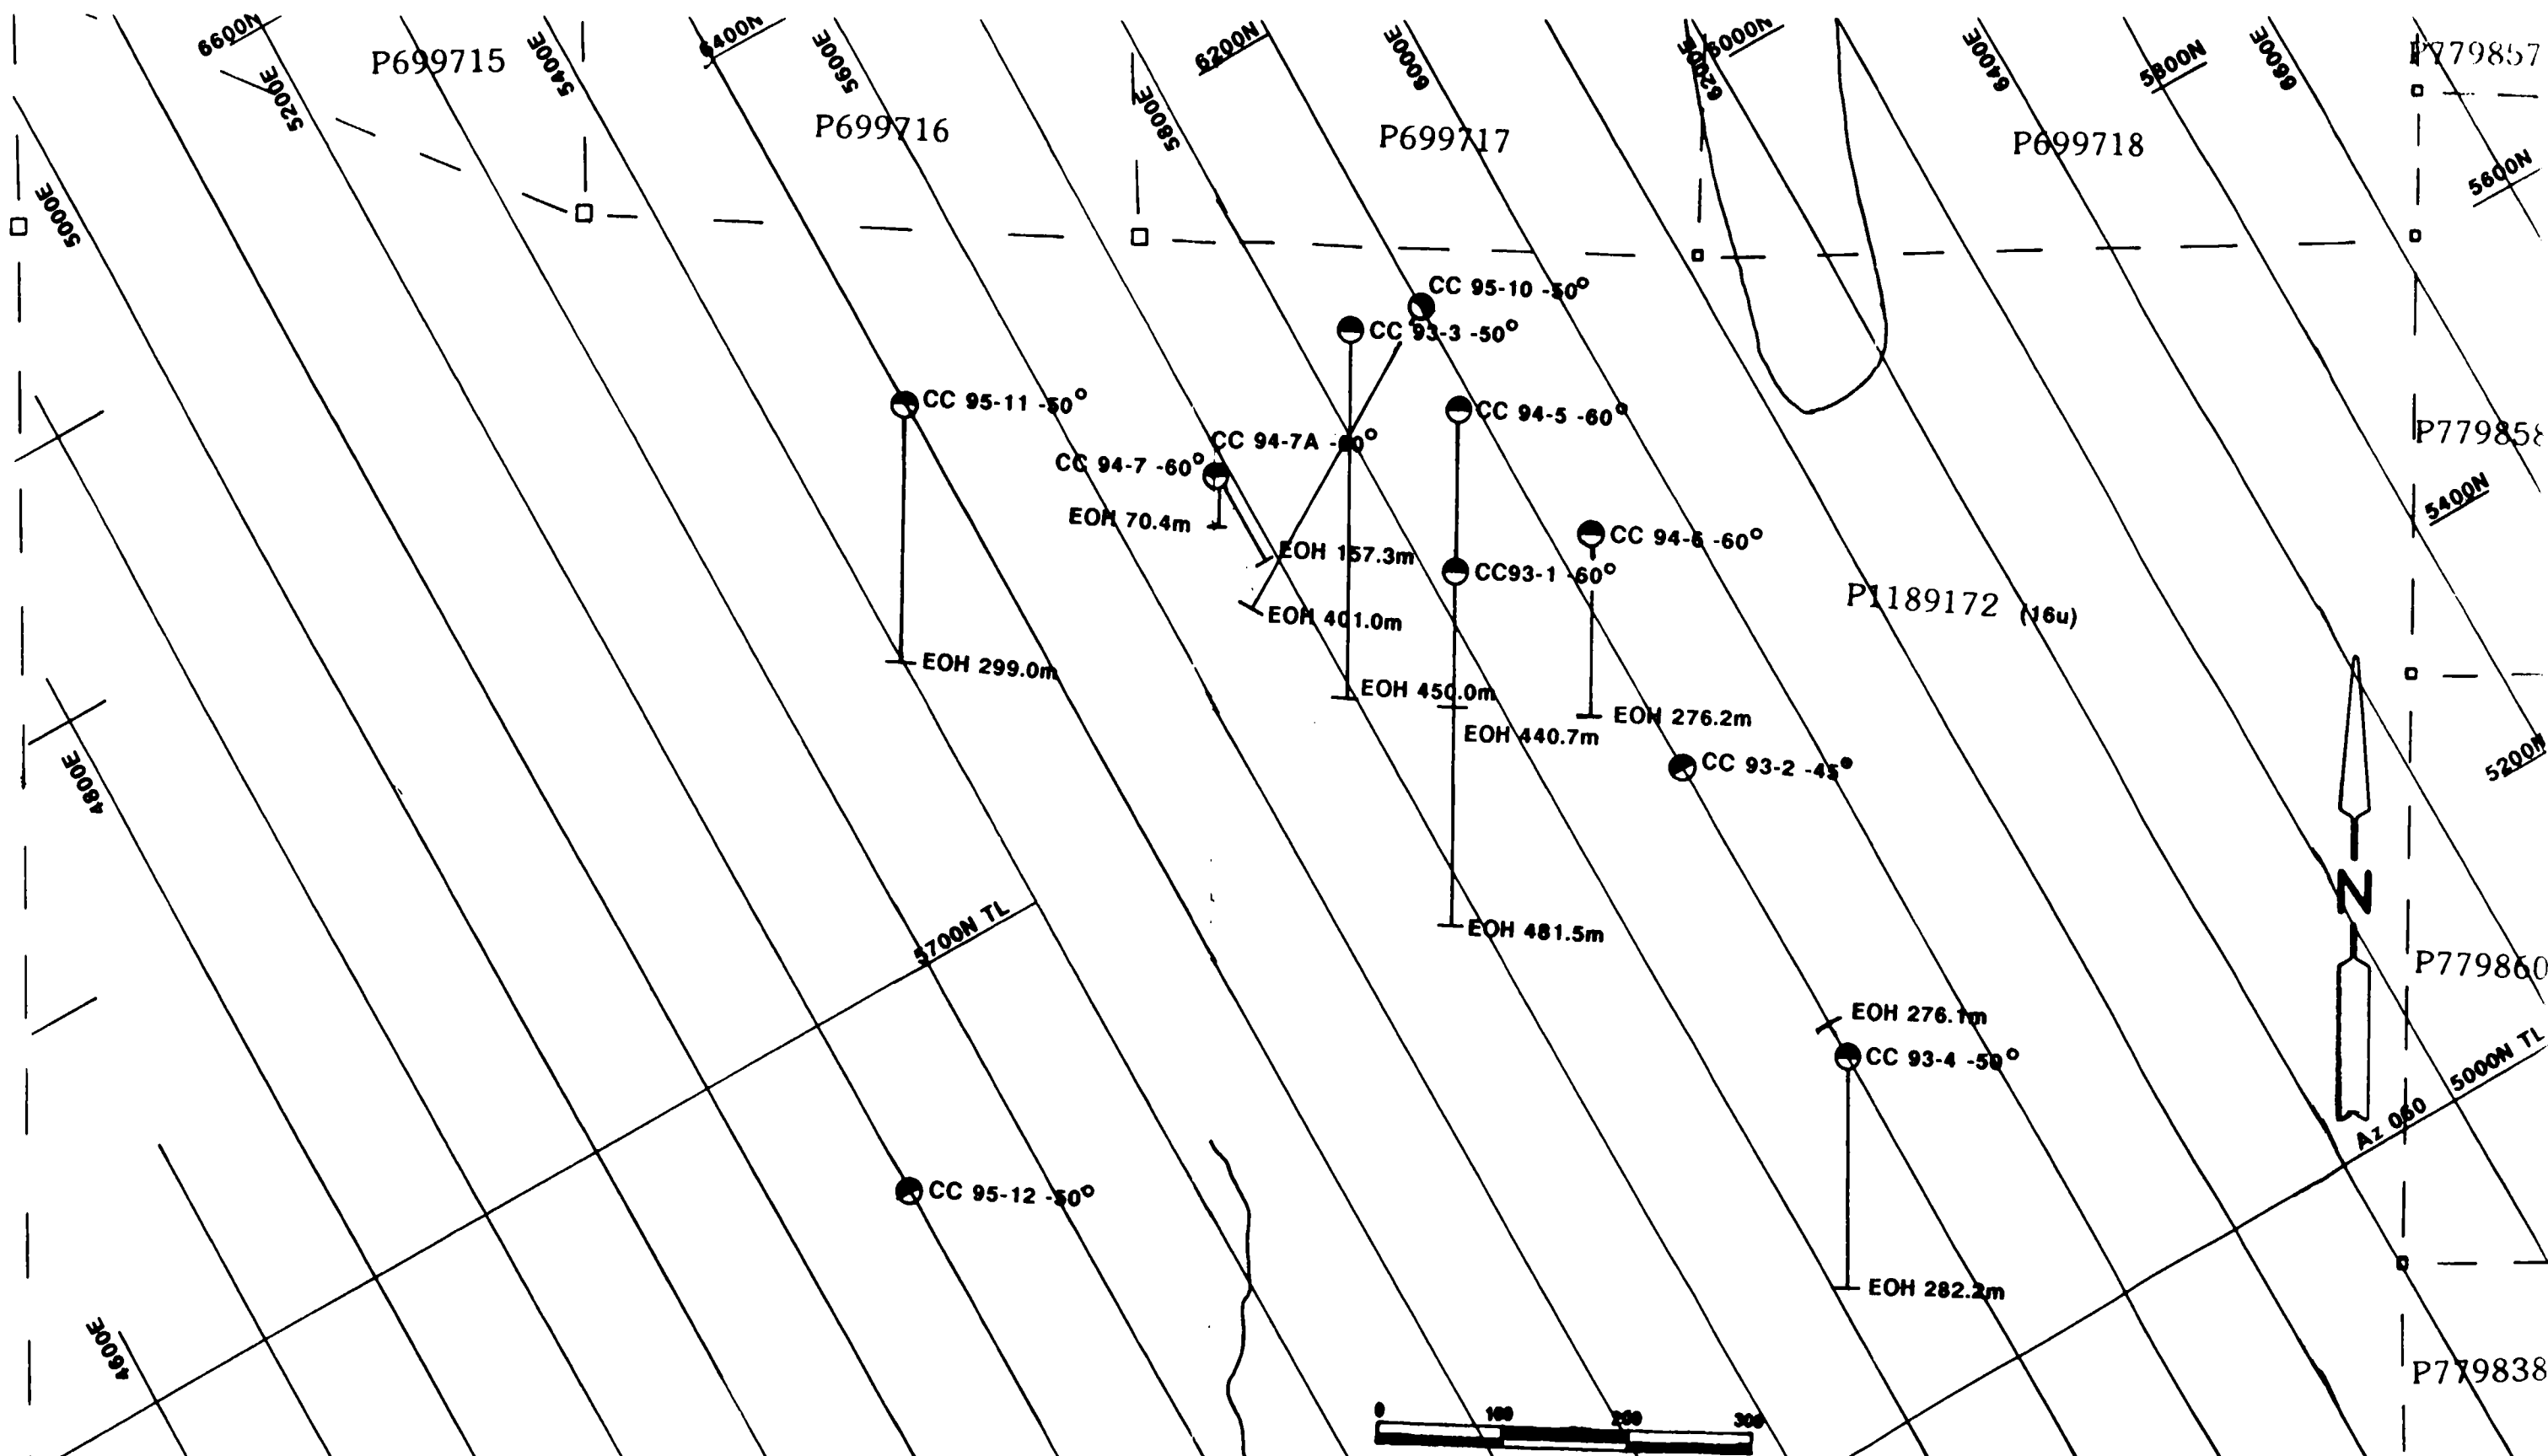 6600N
P699715
5200E
5400E
6400N
5600E
P699716
5800E
6200N
6000E
P699717
6200E
6000N
6400E
P699718
5800N
6600E
P779857
5600N
5000E
CC 95-10 -50°
CC 93-3 -50°
CC 95-11 -50°
CC 94-5 -60°
CC 94-7A -60°
CC 94-7 -60°
EOH 70.4m
EOH 157.3m
EOH 401.0m
CC 94-6 -60°
CC93-1 -60°
P1189172 (16u)
P779858
5400N
EOH 299.0m
EOH 450.0m
EOH 440.7m
EOH 276.2m
CC 93-2 -45°
5200N
4800E
N
5700N TL
EOH 481.5m
P779860
EOH 276.1m
CC 93-4 -50°
5000N TL
Az 060
CC 95-12 -50°
EOH 282.2m
4600E
P779838
0 100 200 300